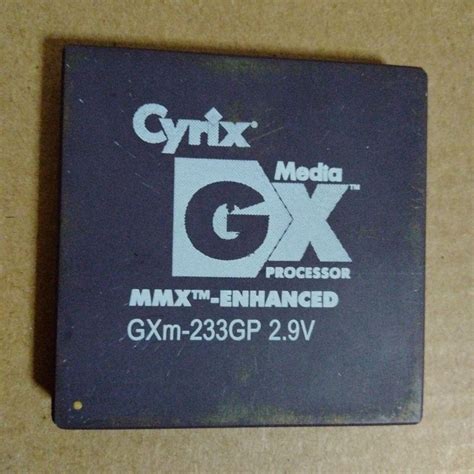 Cyrix
Media
GX™
PROCESSOR
MMX™-ENHANCED
GXm-233GP 2.9V